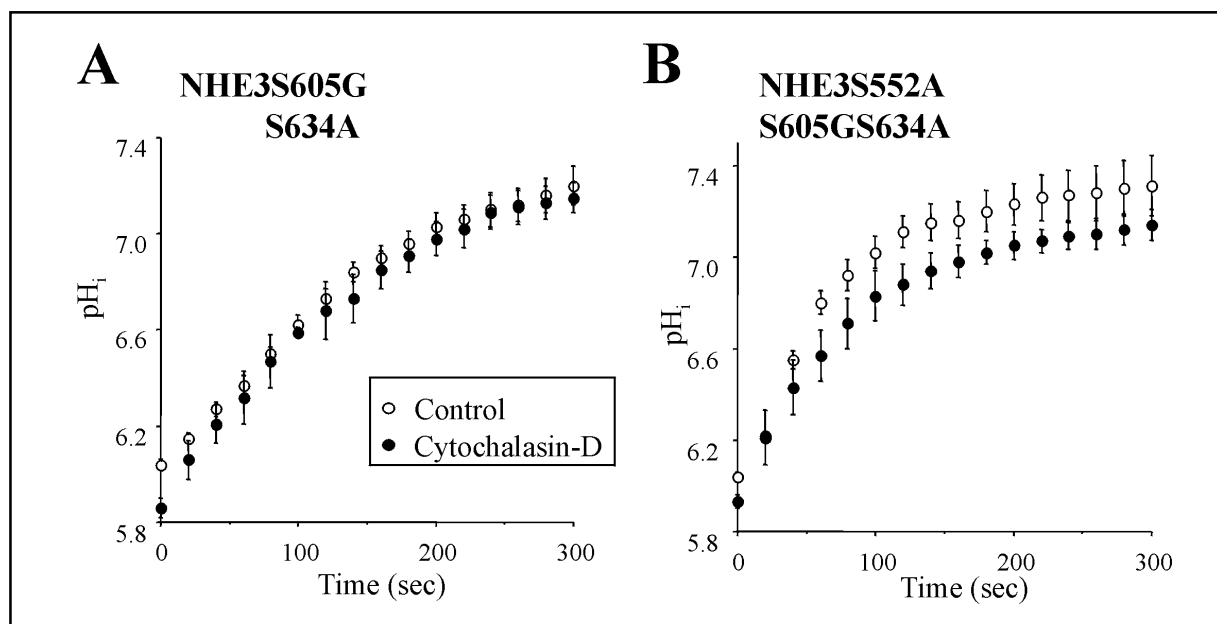 A
NHE3S605G
S634A
7.4
7.0
6.6
6.2
5.8
pHi
0
100
200
300
Time (sec)
Control
Cytochalasin-D
B
NHE3S552A
S605GS634A
7.4
7.0
6.6
6.2
5.8
pHi
0
100
200
300
Time (sec)